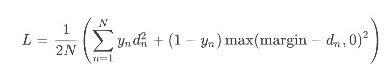 L = \frac{1}{2N} \left( \sum_{n=1}^{N} y_n d_n^2 + (1 - y_n) \max(\text{margin} - d_n, 0)^2 \right)